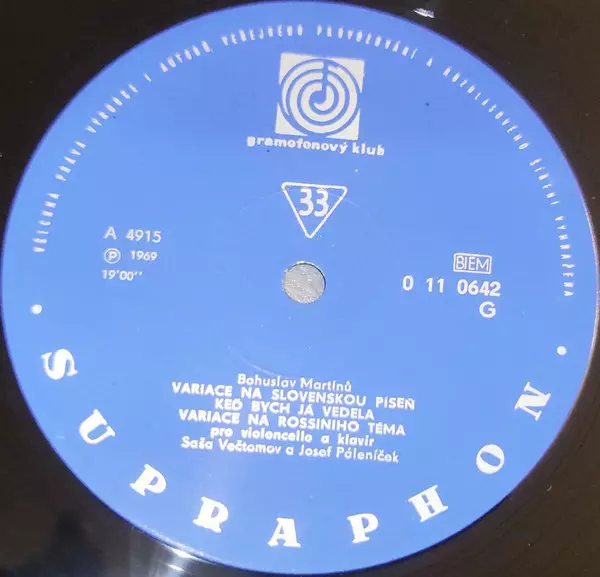 VŠECHNA PRÁVA VÝROBCE I AUTORŮ VEŘEJNÉHO PROVOZOVÁNÍ A ROZHLASOVÉHO ŠÍŘENÍ VYHRAZENA
gramofonový klub
33
A 4915
Ⓟ 1969
19'00''
BIEM
0 11 0642
G
Bohuslav Martinů
VARIACE NA SLOVENSKOU PÍSEŇ
KEĎ BYCH JÁ VEDELA
VARIACE NA ROSSINIHO TÉMA
pro violoncello a klavír
Saša Večtomov a Josef Páleníček
· SUPRAPHON ·